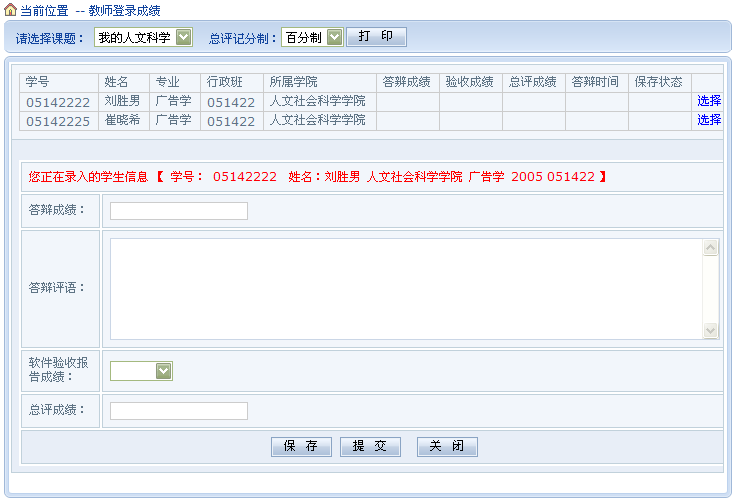 当前位置 -- 教师登录成绩
请选择课题： 我的人文科学 总评记分制： 百分制 打 印
学号 姓名 专业 行政班 所属学院 答辩成绩 验收成绩 总评成绩 答辩时间 保存状态
05142222 刘胜男 广告学 051422 人文社会科学学院 选择
05142225 崔晓希 广告学 051422 人文社会科学学院 选择
您正在录入的学生信息【 学号： 05142222 姓名：刘胜男 人文社会科学学院 广告学 2005 051422 】
答辩成绩：
答辩评语：
软件验收报
告成绩：
总评成绩：
保 存 提 交 关 闭